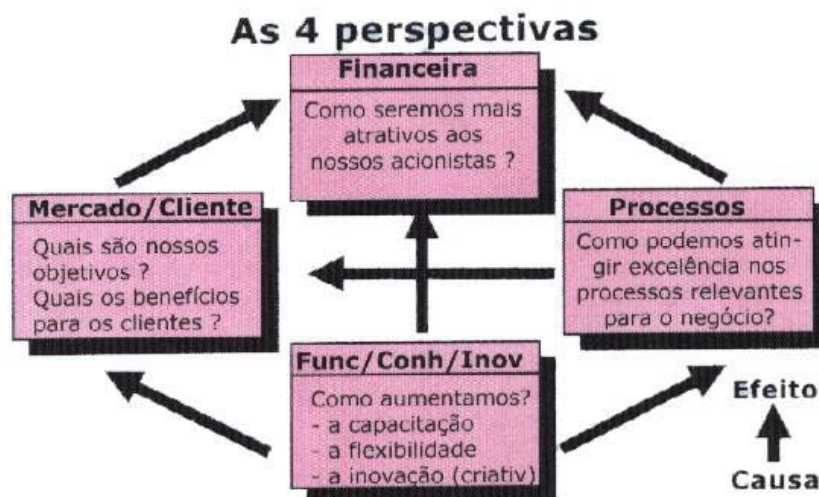 As 4 perspectivas
Financeira
Como seremos mais
atrativos aos
nossos acionistas ?
Mercado/Cliente
Quais são nossos
objetivos ?
Quais os benefícios
para os clientes ?
Processos
Como podemos atin-
gir excelência nos
processos relevantes
para o negócio?
Func/Conh/Inov
Como aumentamos?
- a capacitação
- a flexibilidade
- a inovação (criativ)
Efeito
Causa